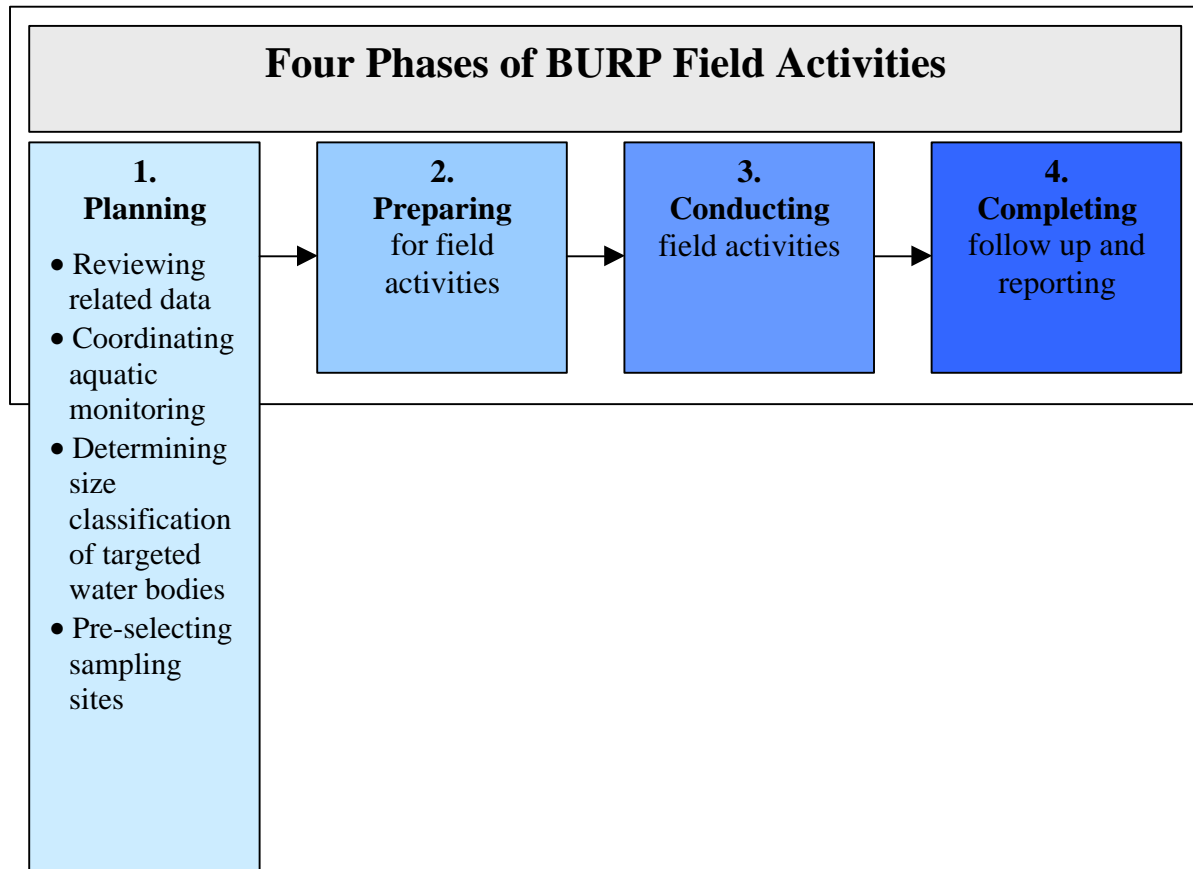 Four Phases of BURP Field Activities
1.
Planning
• Reviewing
related data
• Coordinating
aquatic
monitoring
• Determining
size
classification
of targeted
water bodies
• Pre-selecting
sampling
sites
2.
Preparing
for field
activities
3.
Conducting
field activities
4.
Completing
follow up and
reporting